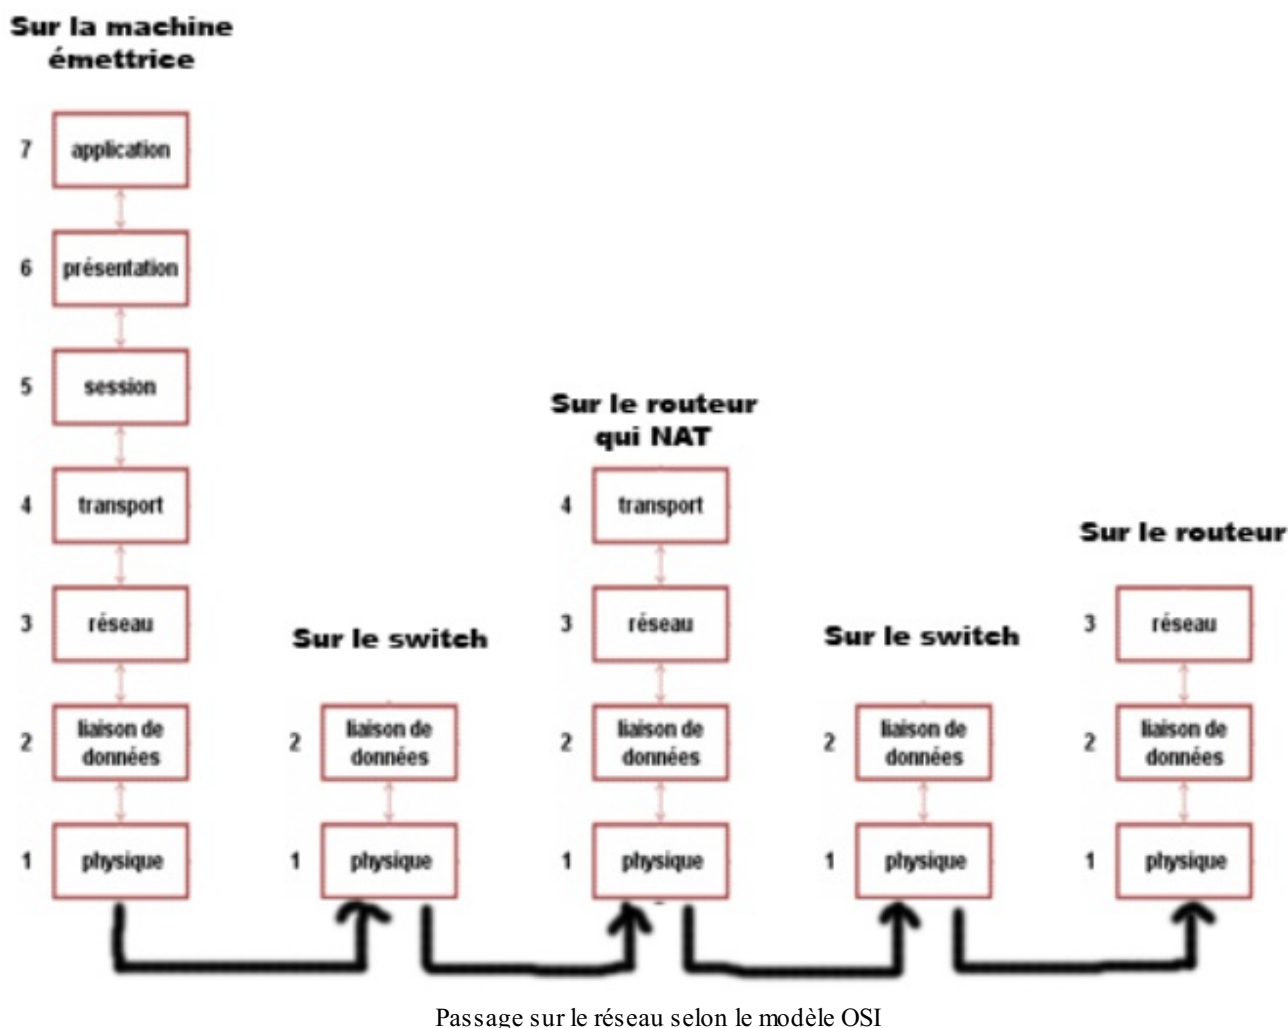 Sur la machine
émettrice
7 application
6 présentation
5 session
4 transport
3 réseau
2 liaison de
données
1 physique
Sur le switch
2 liaison de
données
1 physique
Sur le routeur
qui NAT
4 transport
3 réseau
2 liaison de
données
1 physique
Sur le switch
2 liaison de
données
1 physique
Sur le routeur
3 réseau
2 liaison de
données
1 physique
Passage sur le réseau selon le modèle OSI